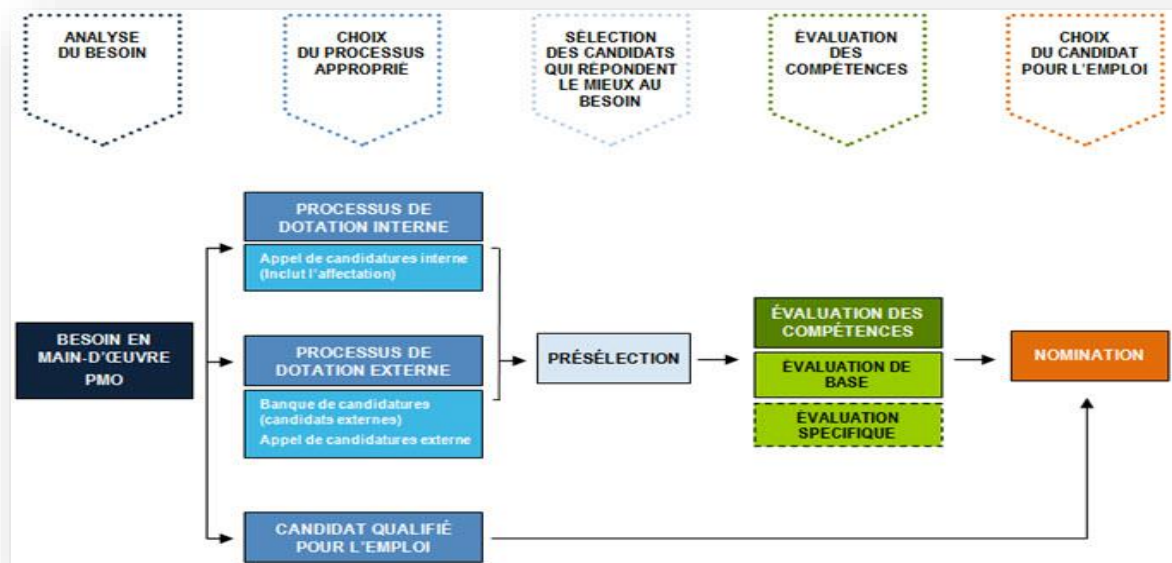 ANALYSE
DU BESOIN
CHOIX
DU PROCESSUS
APPROPRIÉ
SÉLECTION
DES CANDIDATS
QUI RÉPONDENT
LE MIEUX AU
BESOIN
ÉVALUATION
DES
COMPÉTENCES
CHOIX
DU CANDIDAT
POUR L'EMPLOI
BESOIN EN
MAIN-D'ŒUVRE
PMO
PROCESSUS DE
DOTATION INTERNE
Appel de candidatures interne
(Inclut l'affectation)
PROCESSUS DE
DOTATION EXTERNE
Banque de candidatures
(candidats externes)
Appel de candidatures externe
CANDIDAT QUALIFIÉ
POUR L'EMPLOI
PRÉSÉLECTION
ÉVALUATION DES
COMPÉTENCES
ÉVALUATION DE
BASE
ÉVALUATION
SPECIFIQUE
NOMINATION